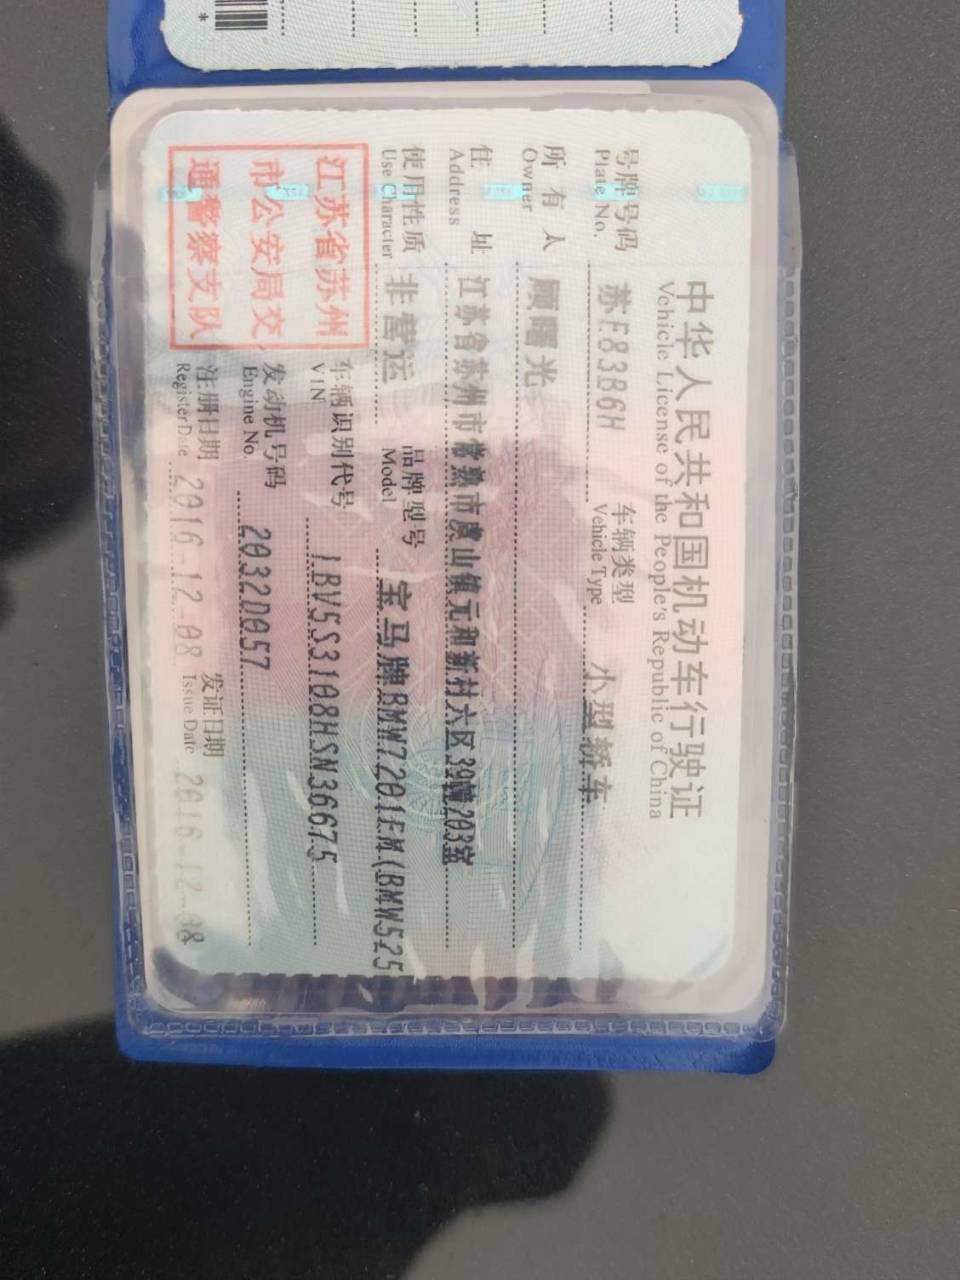 中华人民共和国机动车行驶证
Vehicle License of the People's Republic of China
号牌号码 苏E83B6H 车辆类型 小型轿车
Plate No. Vehicle Type
所有人 顾曙光
Owner
住址 江苏省苏州市常熟市虞山镇元和新村六区39幢203室
Address
使用性质 非营运 品牌型号 宝马牌BMW7201EM(BMW525
Use Character Model
江苏省苏州
市公安局交
通警察支队
车辆识别代号 LBV5S3108HSN36675
VIN
发动机号码 2032D057
Engine No.
注册日期 2016-12-08 发证日期 2016-12-08
Register Date Issue Date
*